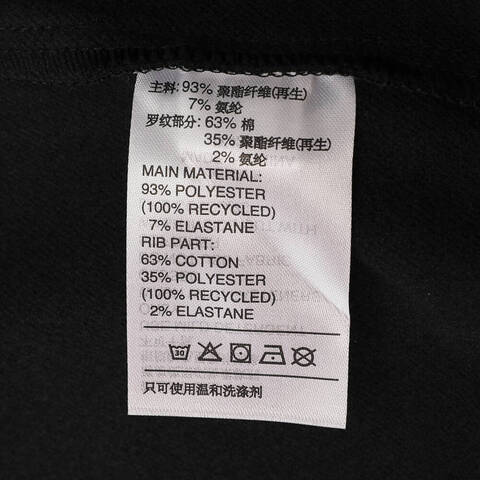 主料: 93% 聚酯纤维(再生)
7% 氨纶
罗纹部分: 63% 棉
35% 聚酯纤维(再生)
2% 氨纶
MAIN MATERIAL:
93% POLYESTER
(100% RECYCLED)
7% ELASTANE
RIB PART:
63% COTTON
35% POLYESTER
(100% RECYCLED)
2% ELASTANE
30
只可使用温和洗涤剂